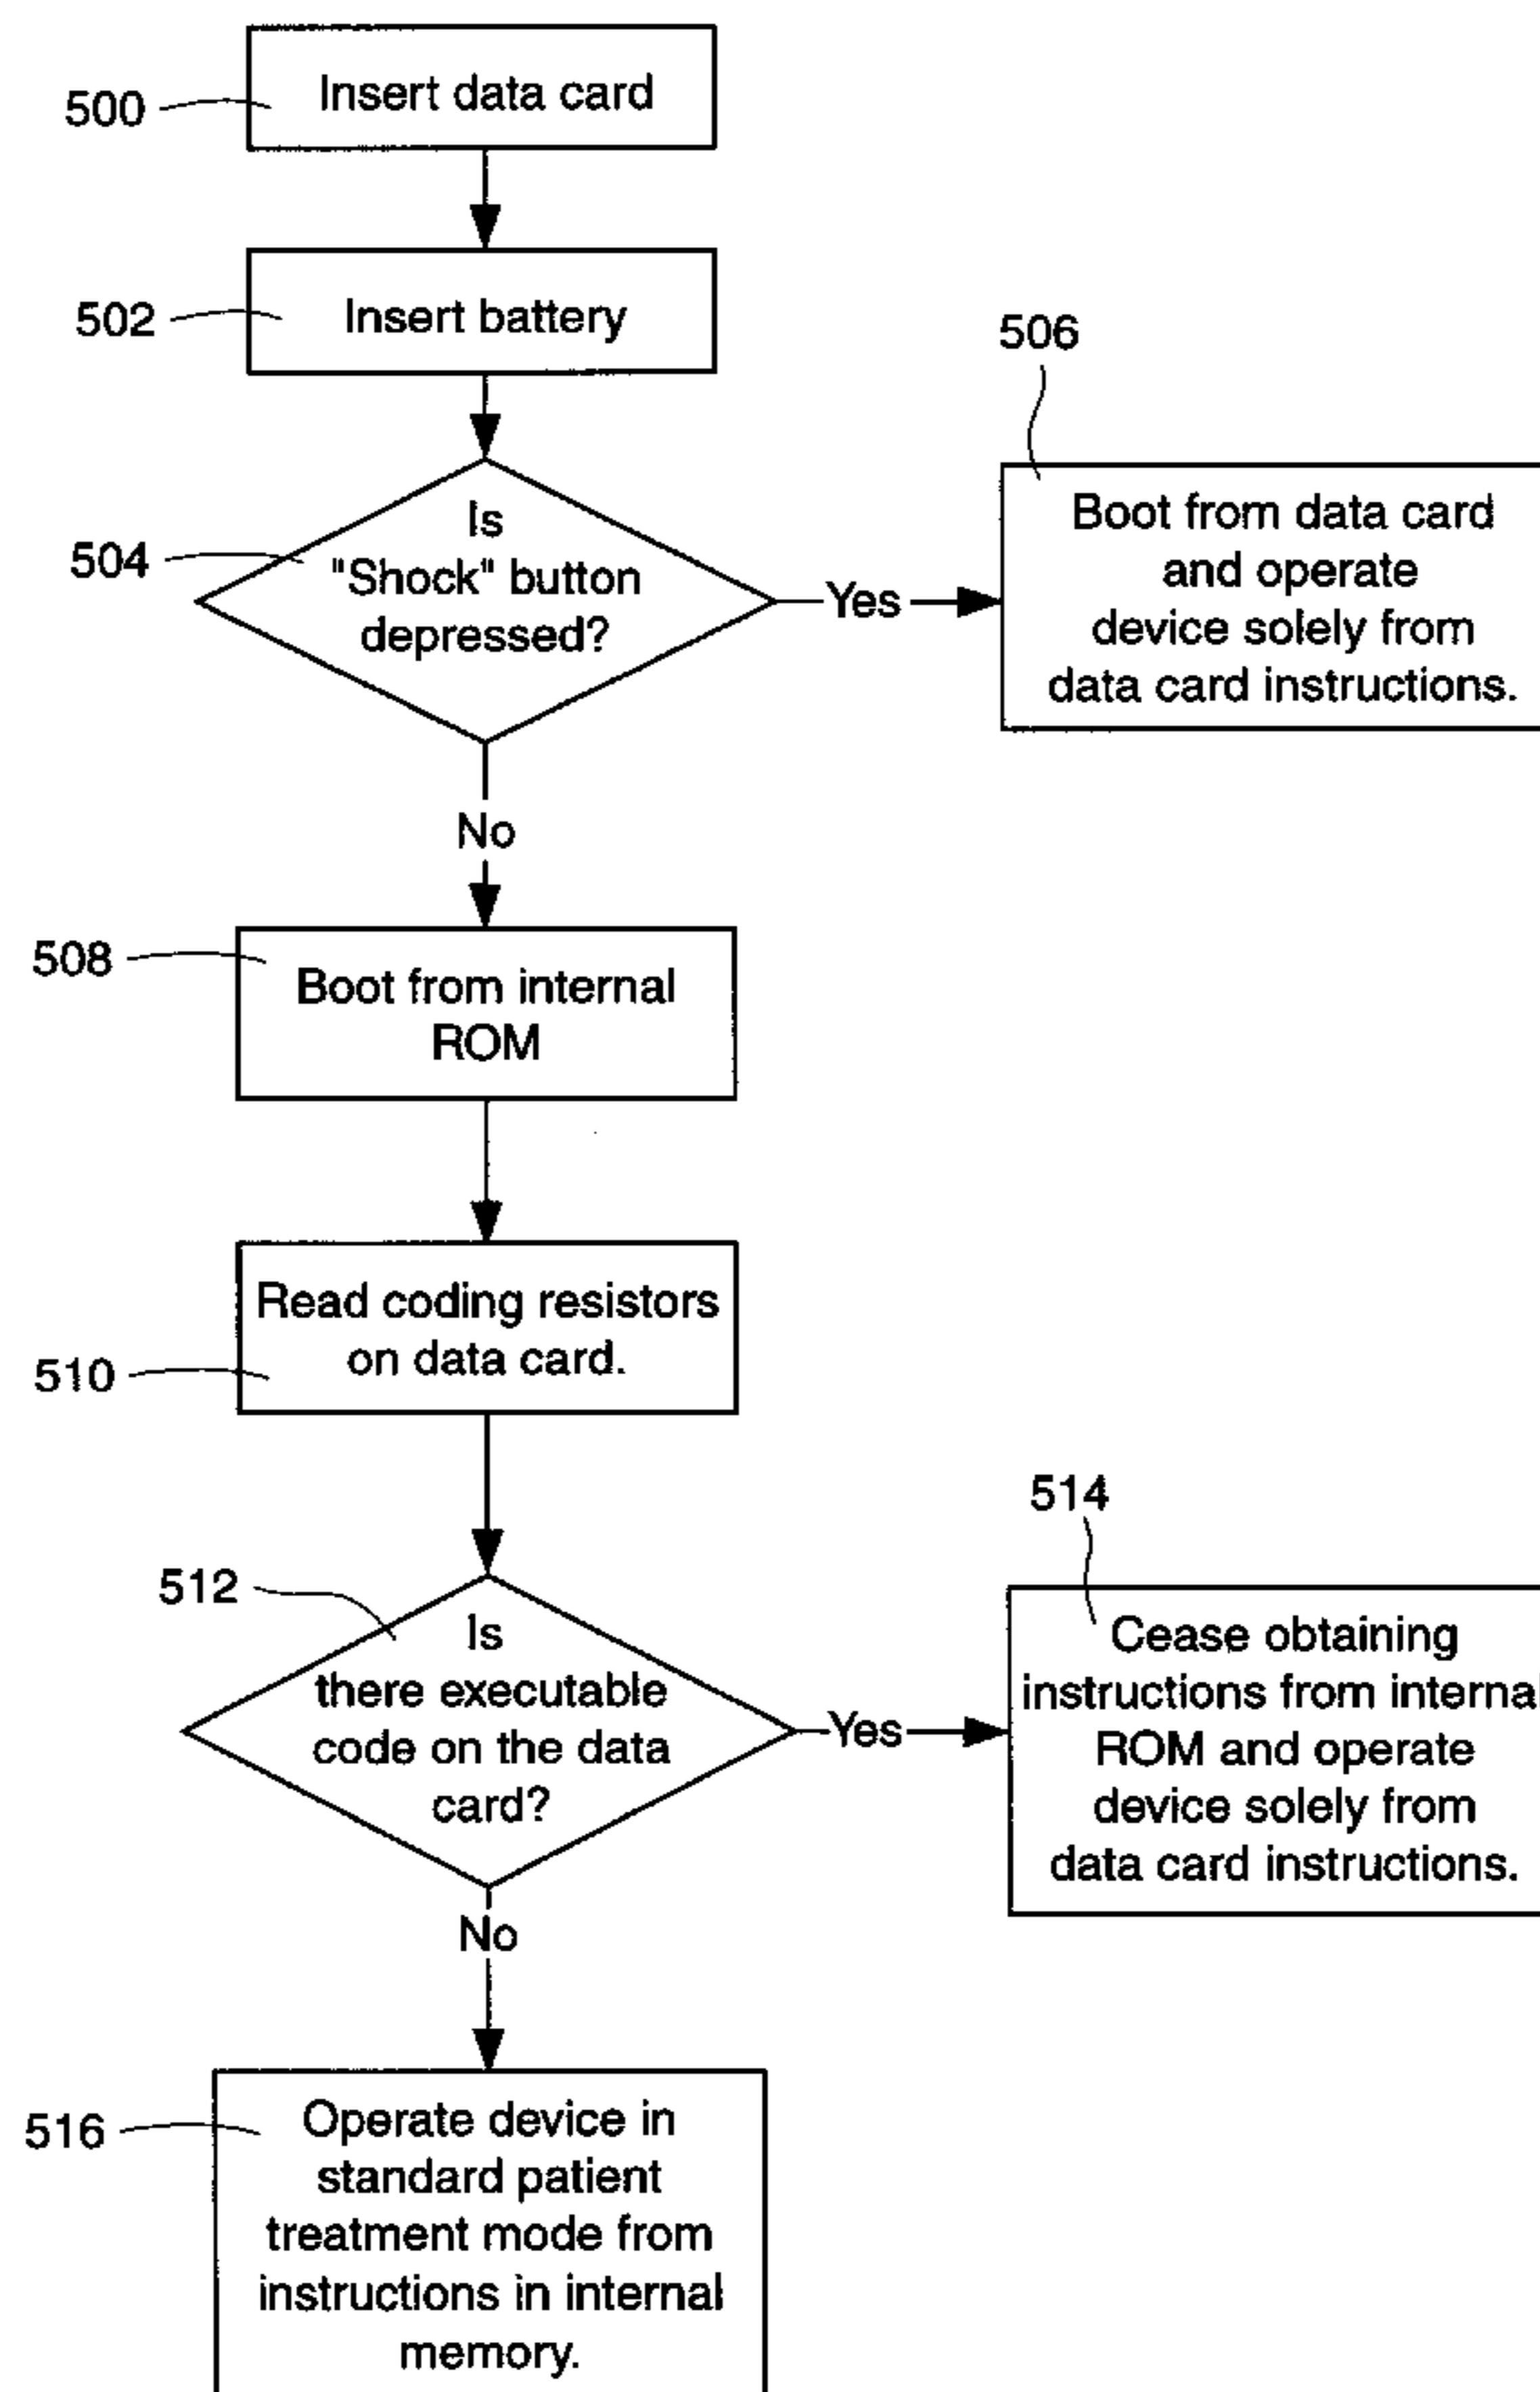 500
Insert data card
502
Insert battery
504
Is
"Shock" button
depressed?
Yes
506
Boot from data card
and operate
device solely from
data card instructions.
No
508
Boot from internal
ROM
510
Read coding resistors
on data card.
512
Is
there executable
code on the data
card?
Yes
514
Cease obtaining
instructions from internal
ROM and operate
device solely from
data card instructions.
No
516
Operate device in
standard patient
treatment mode from
instructions in internal
memory.